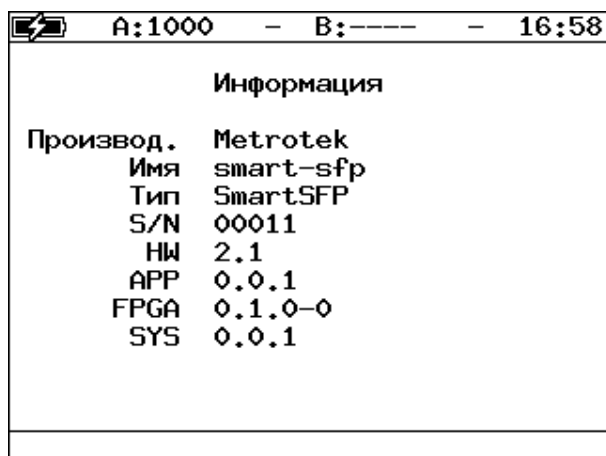 A:1000 – B:---- – 16:58
Информация
Производ. Metrotek
Имя smart-sfp
Тип SmartSFP
S/N 00011
HW 2.1
APP 0.0.1
FPGA 0.1.0-0
SYS 0.0.1